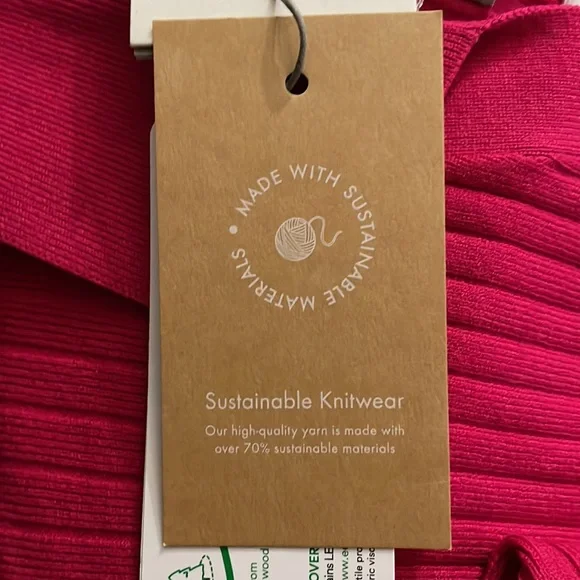 MADE WITH SUSTAINABLE MATERIALS
Sustainable Knitwear
Our high-quality yarn is made with
over 70% sustainable materials